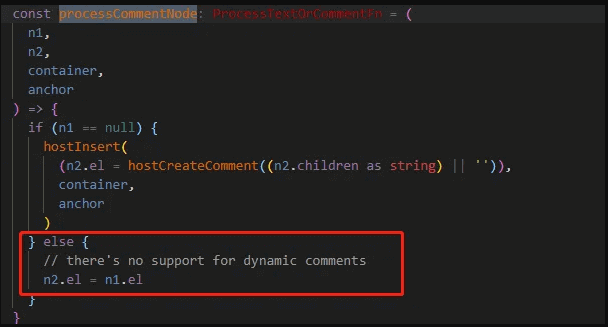 const processCommentNode: ProcessTextOrCommentFn = (
n1,
n2,
container,
anchor
) => {
if (n1 == null) {
hostInsert(
(n2.el = hostCreateComment((n2.children as string) || '')),
container,
anchor
)
} else {
// there's no support for dynamic comments
n2.el = n1.el
}
}